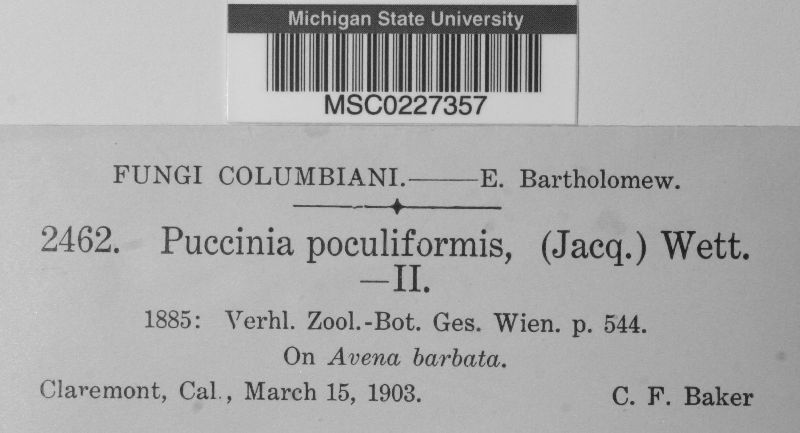 Michigan State University
MSC0227357
FUNGI COLUMBIANI.——E. Bartholomew.
2462. Puccinia poculiformis, (Jacq.) Wett.
—II.
1885: Verhl. Zool.-Bot. Ges. Wien. p. 544.
On Avena barbata.
Claremont, Cal., March 15, 1903. C. F. Baker